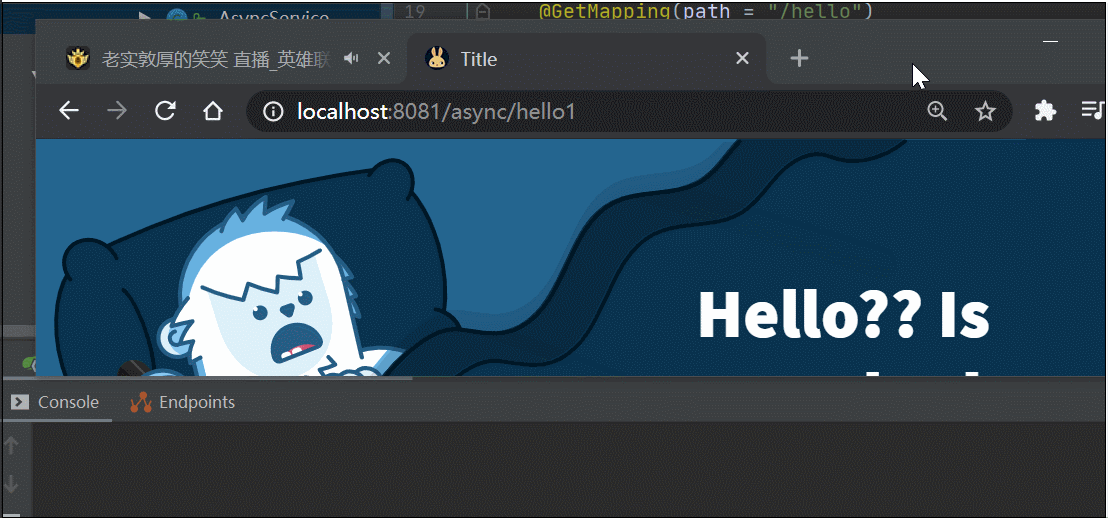 AsyncService
19 @GetMapping(path = "/hello")
老实敦厚的笑笑 直播_英雄联
Title
localhost:8081/async/hello1
Hello?? Is
Console Endpoints